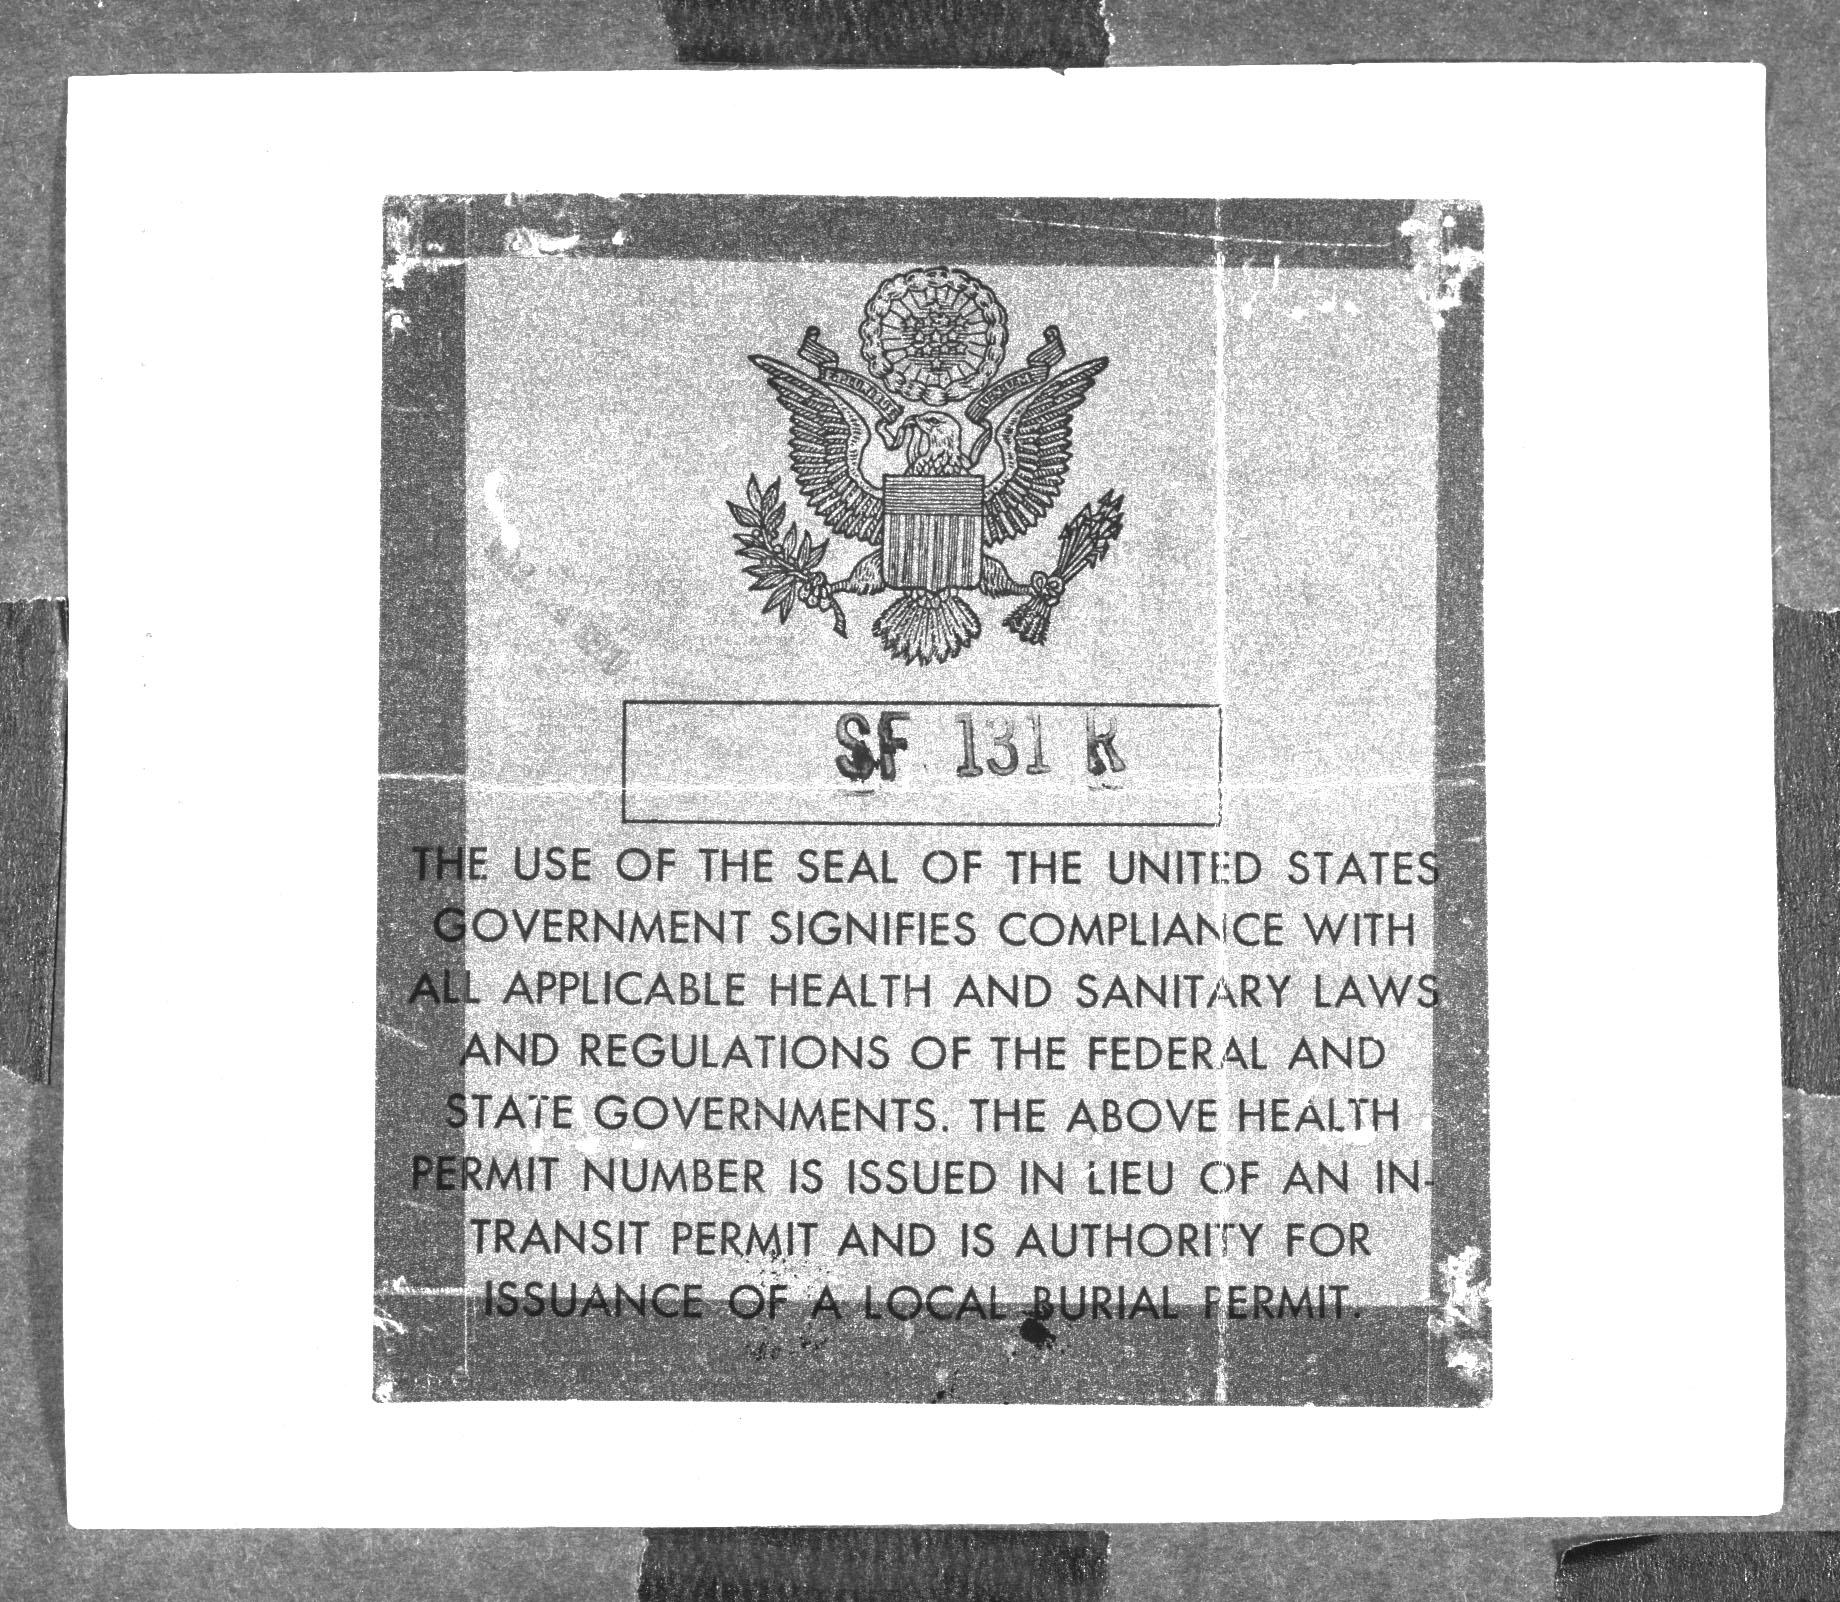 SF 131 R
THE USE OF THE SEAL OF THE UNITED STATES
GOVERNMENT SIGNIFIES COMPLIANCE WITH
ALL APPLICABLE HEALTH AND SANITARY LAWS
AND REGULATIONS OF THE FEDERAL AND
STATE GOVERNMENTS. THE ABOVE HEALTH
PERMIT NUMBER IS ISSUED IN LIEU OF AN IN-
TRANSIT PERMIT AND IS AUTHORITY FOR
ISSUANCE OF A LOCAL BURIAL PERMIT.